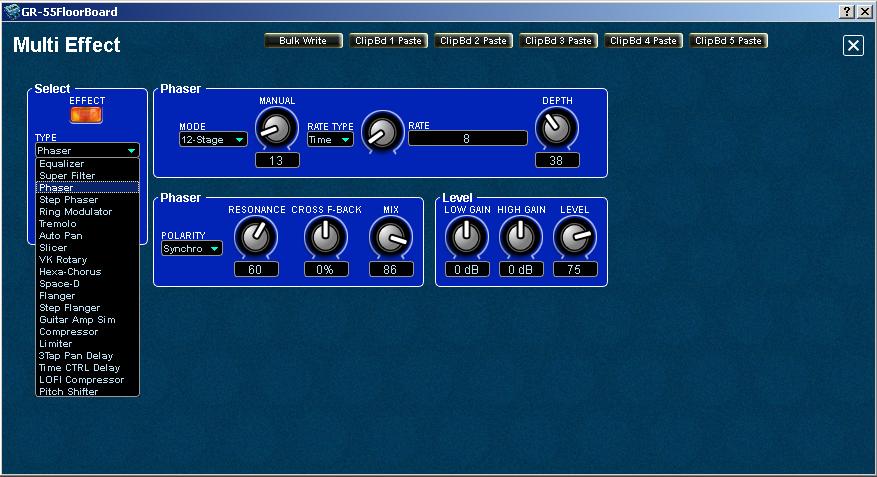 GR-55FloorBoard
Multi Effect
Bulk Write ClipBd 1 Paste ClipBd 2 Paste ClipBd 3 Paste ClipBd 4 Paste ClipBd 5 Paste
Select
EFFECT
TYPE
Phaser
Equalizer
Super Filter
Phaser
Step Phaser
Ring Modulator
Tremolo
Auto Pan
Slicer
VK Rotary
Hexa-Chorus
Space-D
Flanger
Step Flanger
Guitar Amp Sim
Compressor
Limiter
3Tap Pan Delay
Time CTRL Delay
LOFI Compressor
Pitch Shifter
Phaser
MODE
12-Stage
MANUAL
13
RATE TYPE
Time
RATE
8
DEPTH
38
Phaser
POLARITY
Synchro
RESONANCE
60
CROSS F-BACK
0%
MIX
86
Level
LOW GAIN
0 dB
HIGH GAIN
0 dB
LEVEL
75